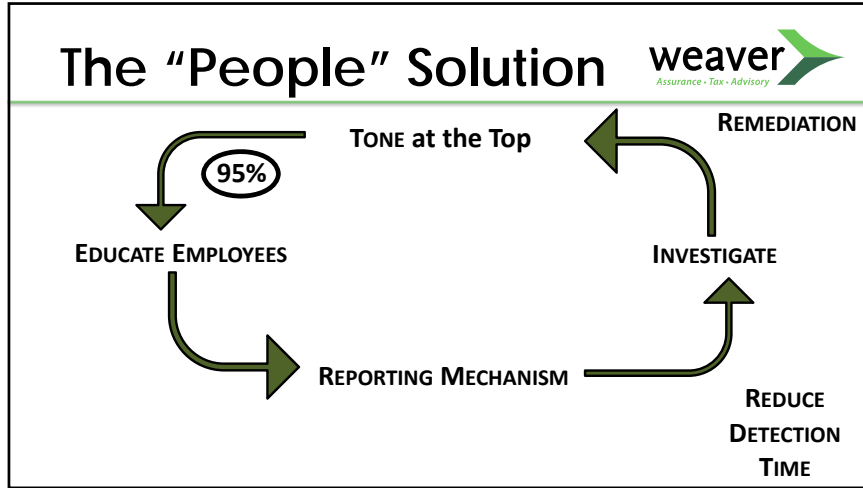 The “People” Solution
weaver
Assurance • Tax • Advisory
REMEDIATION
TONE at the Top
95%
EDUCATE EMPLOYEES
INVESTIGATE
REPORTING MECHANISM
REDUCE
DETECTION
TIME